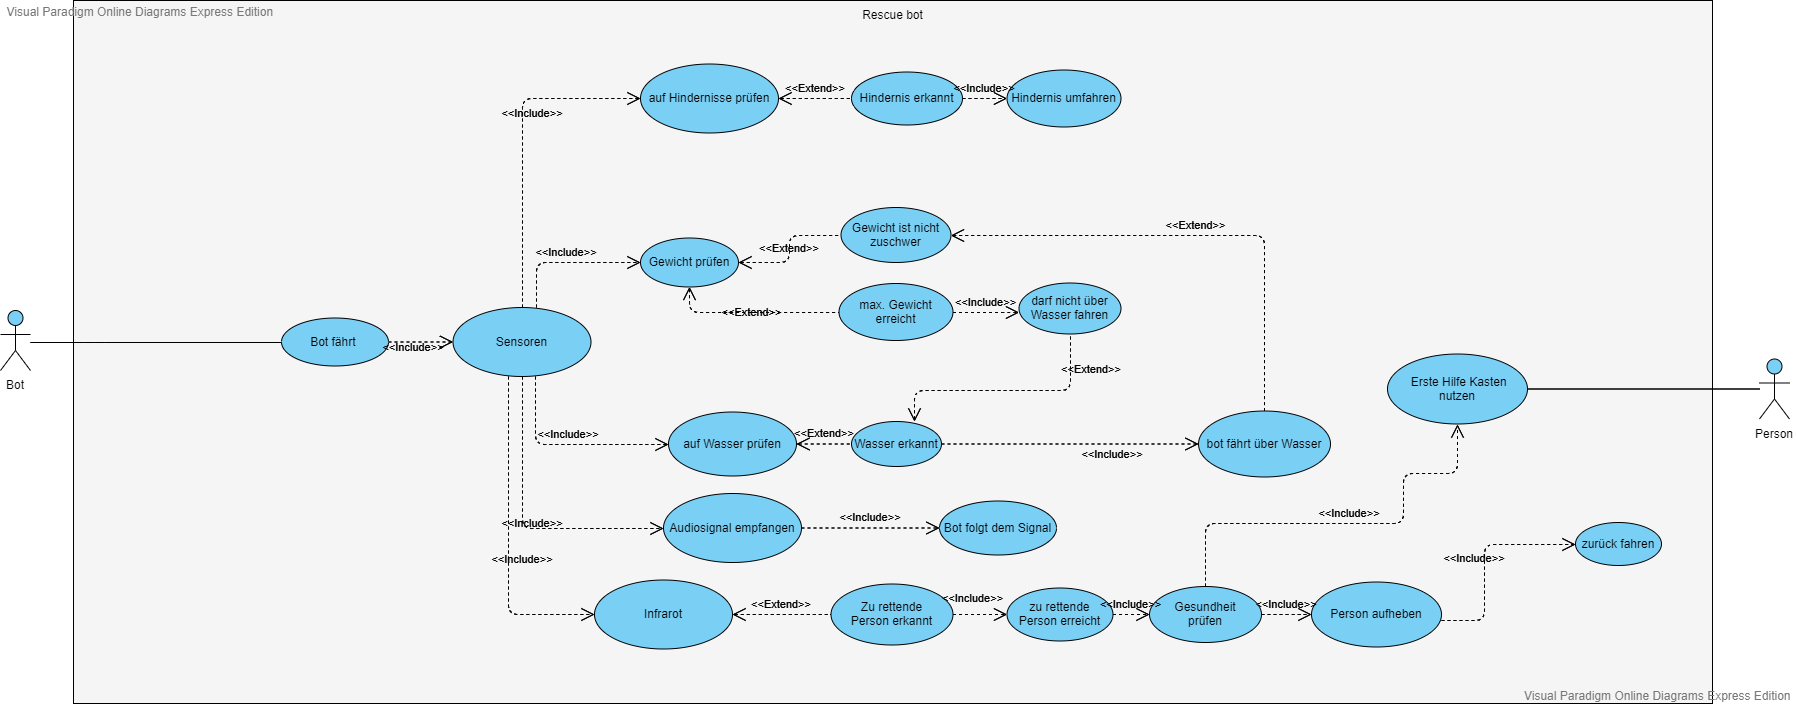 Visual Paradigm Online Diagrams Express Edition
Rescue bot
auf Hindernisse prüfen
<<Extend>>
Hindernis erkannt
<<Include>>
Hindernis umfahren
<<Include>>
Gewicht ist nicht
zuschwer
<<Extend>>
<<Include>>
Gewicht prüfen
<<Extend>>
max. Gewicht
erreicht
<<Include>>
darf nicht über
Wasser fahren
<<Extend>>
Bot
Bot fährt
<<Include>>
Sensoren
<<Extend>>
Erste Hilfe Kasten
nutzen
Person
<<Include>>
auf Wasser prüfen
<<Extend>>
Wasser erkannt
<<Include>>
bot fährt über Wasser
<<Include>>
Audiosignal empfangen
<<Include>>
Bot folgt dem Signal
<<Include>>
zurück fahren
<<Include>>
<<Include>>
Infrarot
<<Extend>>
Zu rettende
Person erkannt
<<Include>>
zu rettende
Person erreicht
<<Include>>
Gesundheit
prüfen
<<Include>>
Person aufheben
Visual Paradigm Online Diagrams Express Edition